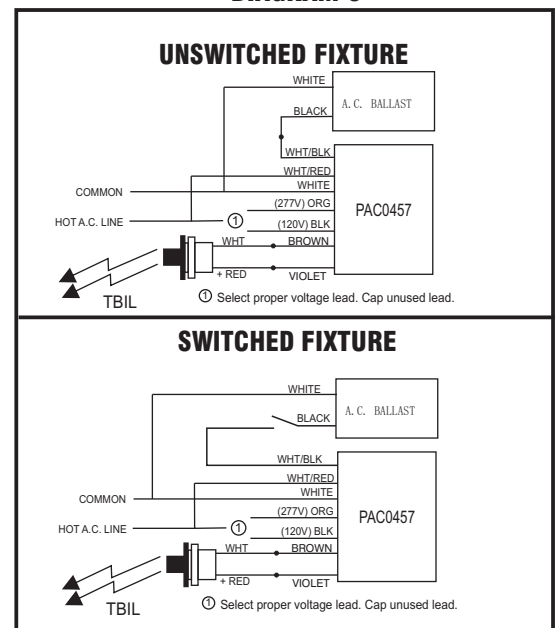 UNSWITCHED FIXTURE
WHITE
A.C. BALLAST
BLACK
WHT/BLK
WHT/RED
WHITE
COMMON
(277V) ORG
PAC0457
HOT A.C. LINE
1
(120V) BLK
WHT
BROWN
+ RED
VIOLET
TBIL
1 Select proper voltage lead. Cap unused lead.
SWITCHED FIXTURE
WHITE
A.C. BALLAST
BLACK
WHT/BLK
WHT/RED
WHITE
COMMON
(277V) ORG
PAC0457
HOT A.C. LINE
1
(120V) BLK
WHT
BROWN
+ RED
VIOLET
TBIL
1 Select proper voltage lead. Cap unused lead.